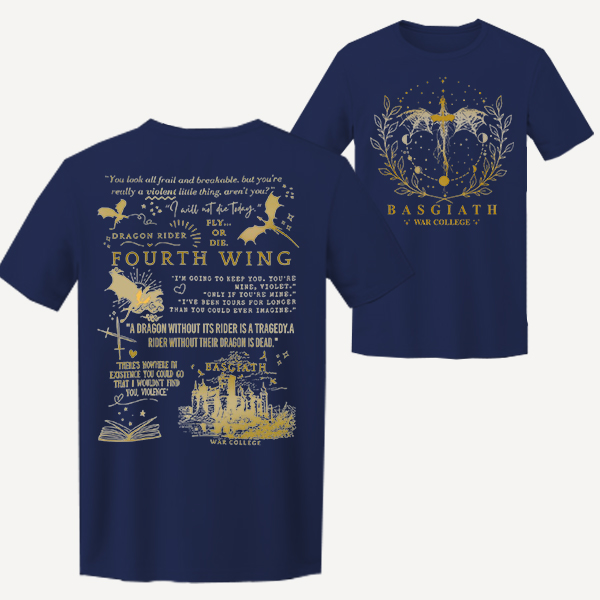 "You look all frail and breakable, but you're
really a violent little thing, aren't you?"
"I will not die today."
FLY...
OR
DIE.
DRAGON RIDER
FOURTH WING
"I'M GOING TO KEEP YOU. YOU'RE
MINE, VIOLET."
"ONLY IF YOU'RE MINE."
"I'VE BEEN YOURS FOR LONGER
THAN YOU COULD EVER IMAGINE."
"A DRAGON WITHOUT ITS RIDER IS A TRAGEDY.A
RIDER WITHOUT THEIR DRAGON IS DEAD."
"THERE'S NOWHERE IN
EXISTENCE YOU COULD GO
THAT I WOULDN'T FIND
YOU, VIOLENCE"
BASGIATH
WAR COLLEGE
BASGIATH
WAR COLLEGE